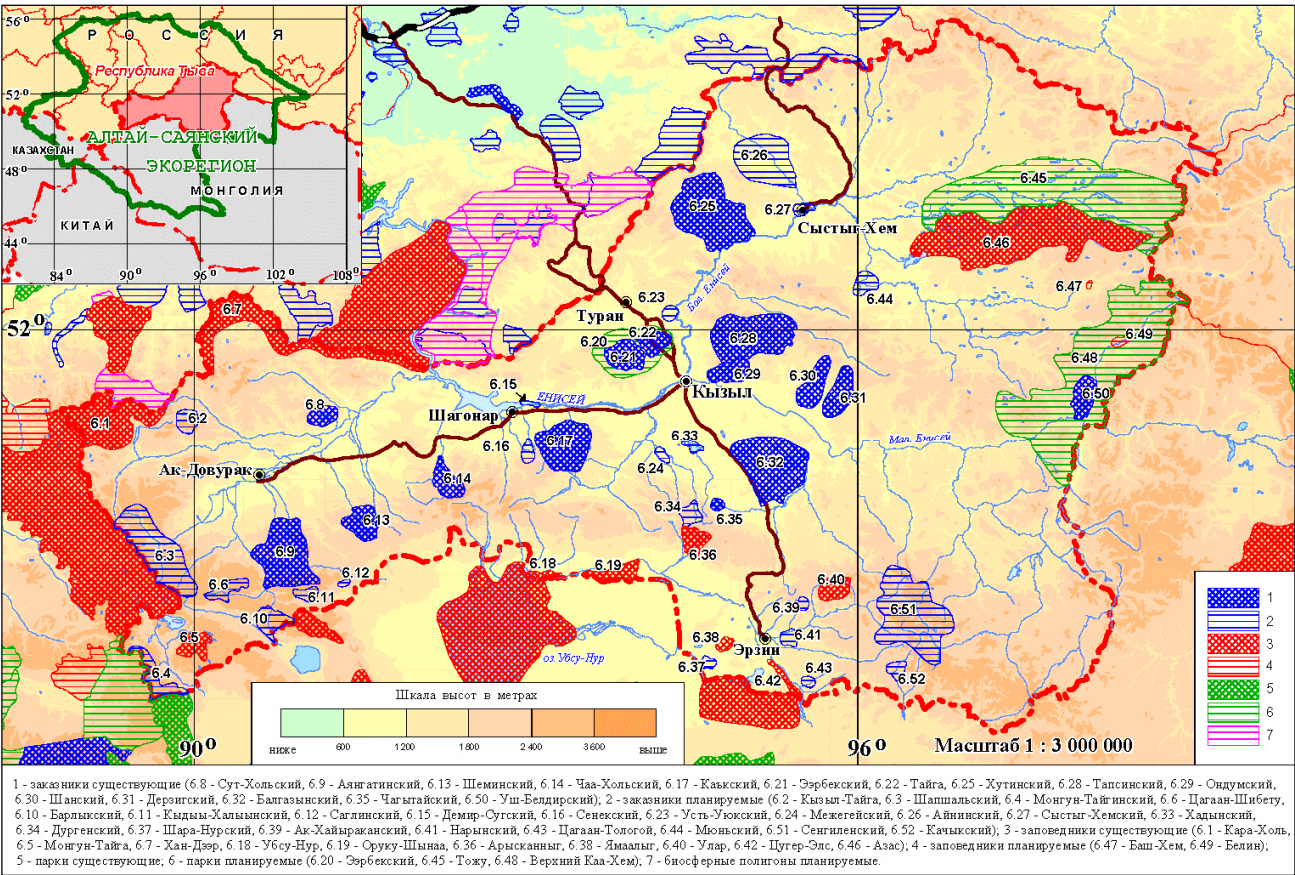 56°
52°
48°
44°
84°
90°
96°
102°
108°
РОССИЯ
Республика Тыва
АЛТАЙ-САЯНСКИЙ
ЭКОРЕГИОН
КАЗАХСТАН
МОНГОЛИЯ
КИТАЙ
6.26
6.45
6.25
6.27
Сыстыг-Хем
6.46
Бол. Енисей
6.47
6.44
6.7
6.23
Туран
52°
6.20
6.22
6.21
6.28
6.49
6.48
6.29
6.30
6.31
6.50
6.15
ЕНИСЕЙ
Кызыл
6.8
6.2
6.1
Шагонар
6.16
6.17
6.33
6.24
Мал. Енисей
Ак-Довурак
6.14
6.32
6.13
6.34
6.35
6.3
6.9
6.36
6.12
6.18
6.19
6.6
6.11
6.40
6.10
6.39
6.51
6.5
6.41
6.38
Эрзин
оз. Убсу-Нур
6.37
6.4
6.42
6.43
6.52
Шкала высот в метрах
ниже 600 1200 1800 2400 3600 выше
90°
96°
Масштаб 1 : 3 000 000
1
2
3
4
5
6
7
1 - заказники существующие (6.8 - Сут-Хольский, 6.9 - Аянгатинский, 6.13 - Шеминский, 6.14 - Чаа-Хольский, 6.17 - Каъкский, 6.21 - Ээрбекский, 6.22 - Тайга, 6.25 - Хутинский, 6.28 - Тапсинский, 6.29 - Ондумский,
6.30 - Шанский, 6.31 - Дерзигский, 6.32 - Балгазынский, 6.35 - Чагытайский, 6.50 - Уш-Белдирский); 2 - заказники планируемые (6.2 - Кызыл-Тайга, 6.3 - Шапшальский, 6.4 - Монгун-Тайгинский, 6.6 - Цагаан-Шибету,
6.10 - Барлыкский, 6.11 - Кыдыы-Халыынский, 6.12 - Саглинский, 6.15 - Демир-Сугский, 6.16 - Сенекский, 6.23 - Усть-Уюкский, 6.24 - Межегейский, 6.26 - Айнинский, 6.27 - Сыстыг-Хемский, 6.33 - Хадынский,
6.34 - Дургенский, 6.37 - Шара-Нурский, 6.39 - Ак-Хайыраканский, 6.41 - Нарынский, 6.43 - Цагаан-Тологой, 6.44 - Мюньский, 6.51 - Сенгиленский, 6.52 - Качыкский); 3 - заповедники существующие (6.1 - Кара-Холь,
6.5 - Монгун-Тайга, 6.7 - Хан-Дээр, 6.18 - Убсу-Нур, 6.19 - Оруку-Шынаа, 6.36 - Арысканныг, 6.38 - Ямаалыг, 6.40 - Улар, 6.42 - Цугер-Элс, 6.46 - Азас); 4 - заповедники планируемые (6.47 - Баш-Хем, 6.49 - Белин);
5 - парки существующие; 6 - парки планируемые (6.20 - Ээрбекский, 6.45 - Тожу, 6.48 - Верхний Каа-Хем); 7 - биосферные полигоны планируемые.